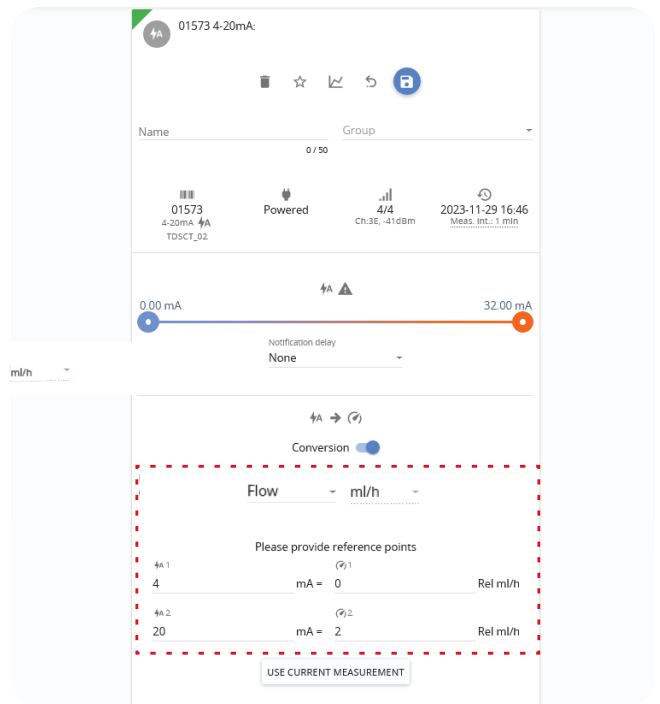 01573 4-20mA:
Name
Group
0 / 50
01573
4-20mA
TDSCT_02
Powered
4/4
Ch:3E, -41dBm
2023-11-29 16:46
Meas. Int.: 1 min
A
0.00 mA
32.00 mA
Notification delay
None
ml/h
A
Conversion
Flow
ml/h
Please provide reference points
A 1
1
4
mA =
0
Rel ml/h
A 2
2
20
mA =
2
Rel ml/h
USE CURRENT MEASUREMENT